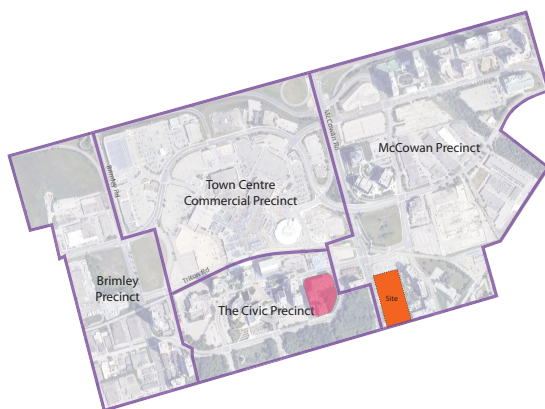 McCowan Rd
McCowan Precinct
Brimley Rd
Town Centre
Commercial Precinct
Triton Rd
Brimley
Precinct
The Civic Precinct
Site